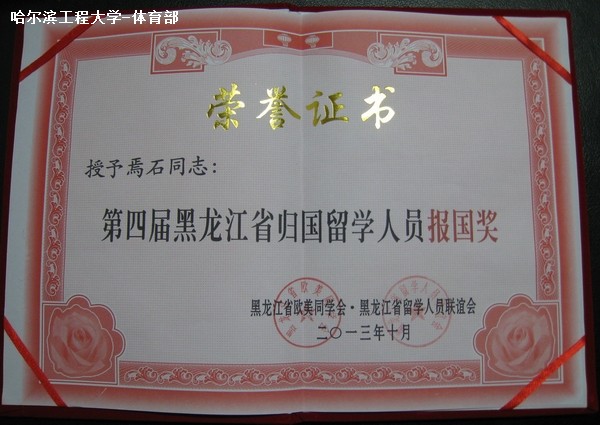 哈尔滨工程大学-体育部
荣誉证书
授予焉石同志：
第四届黑龙江省归国留学人员报国奖
黑龙江省欧美同学会·黑龙江省留学人员联谊会
二〇一三年十月